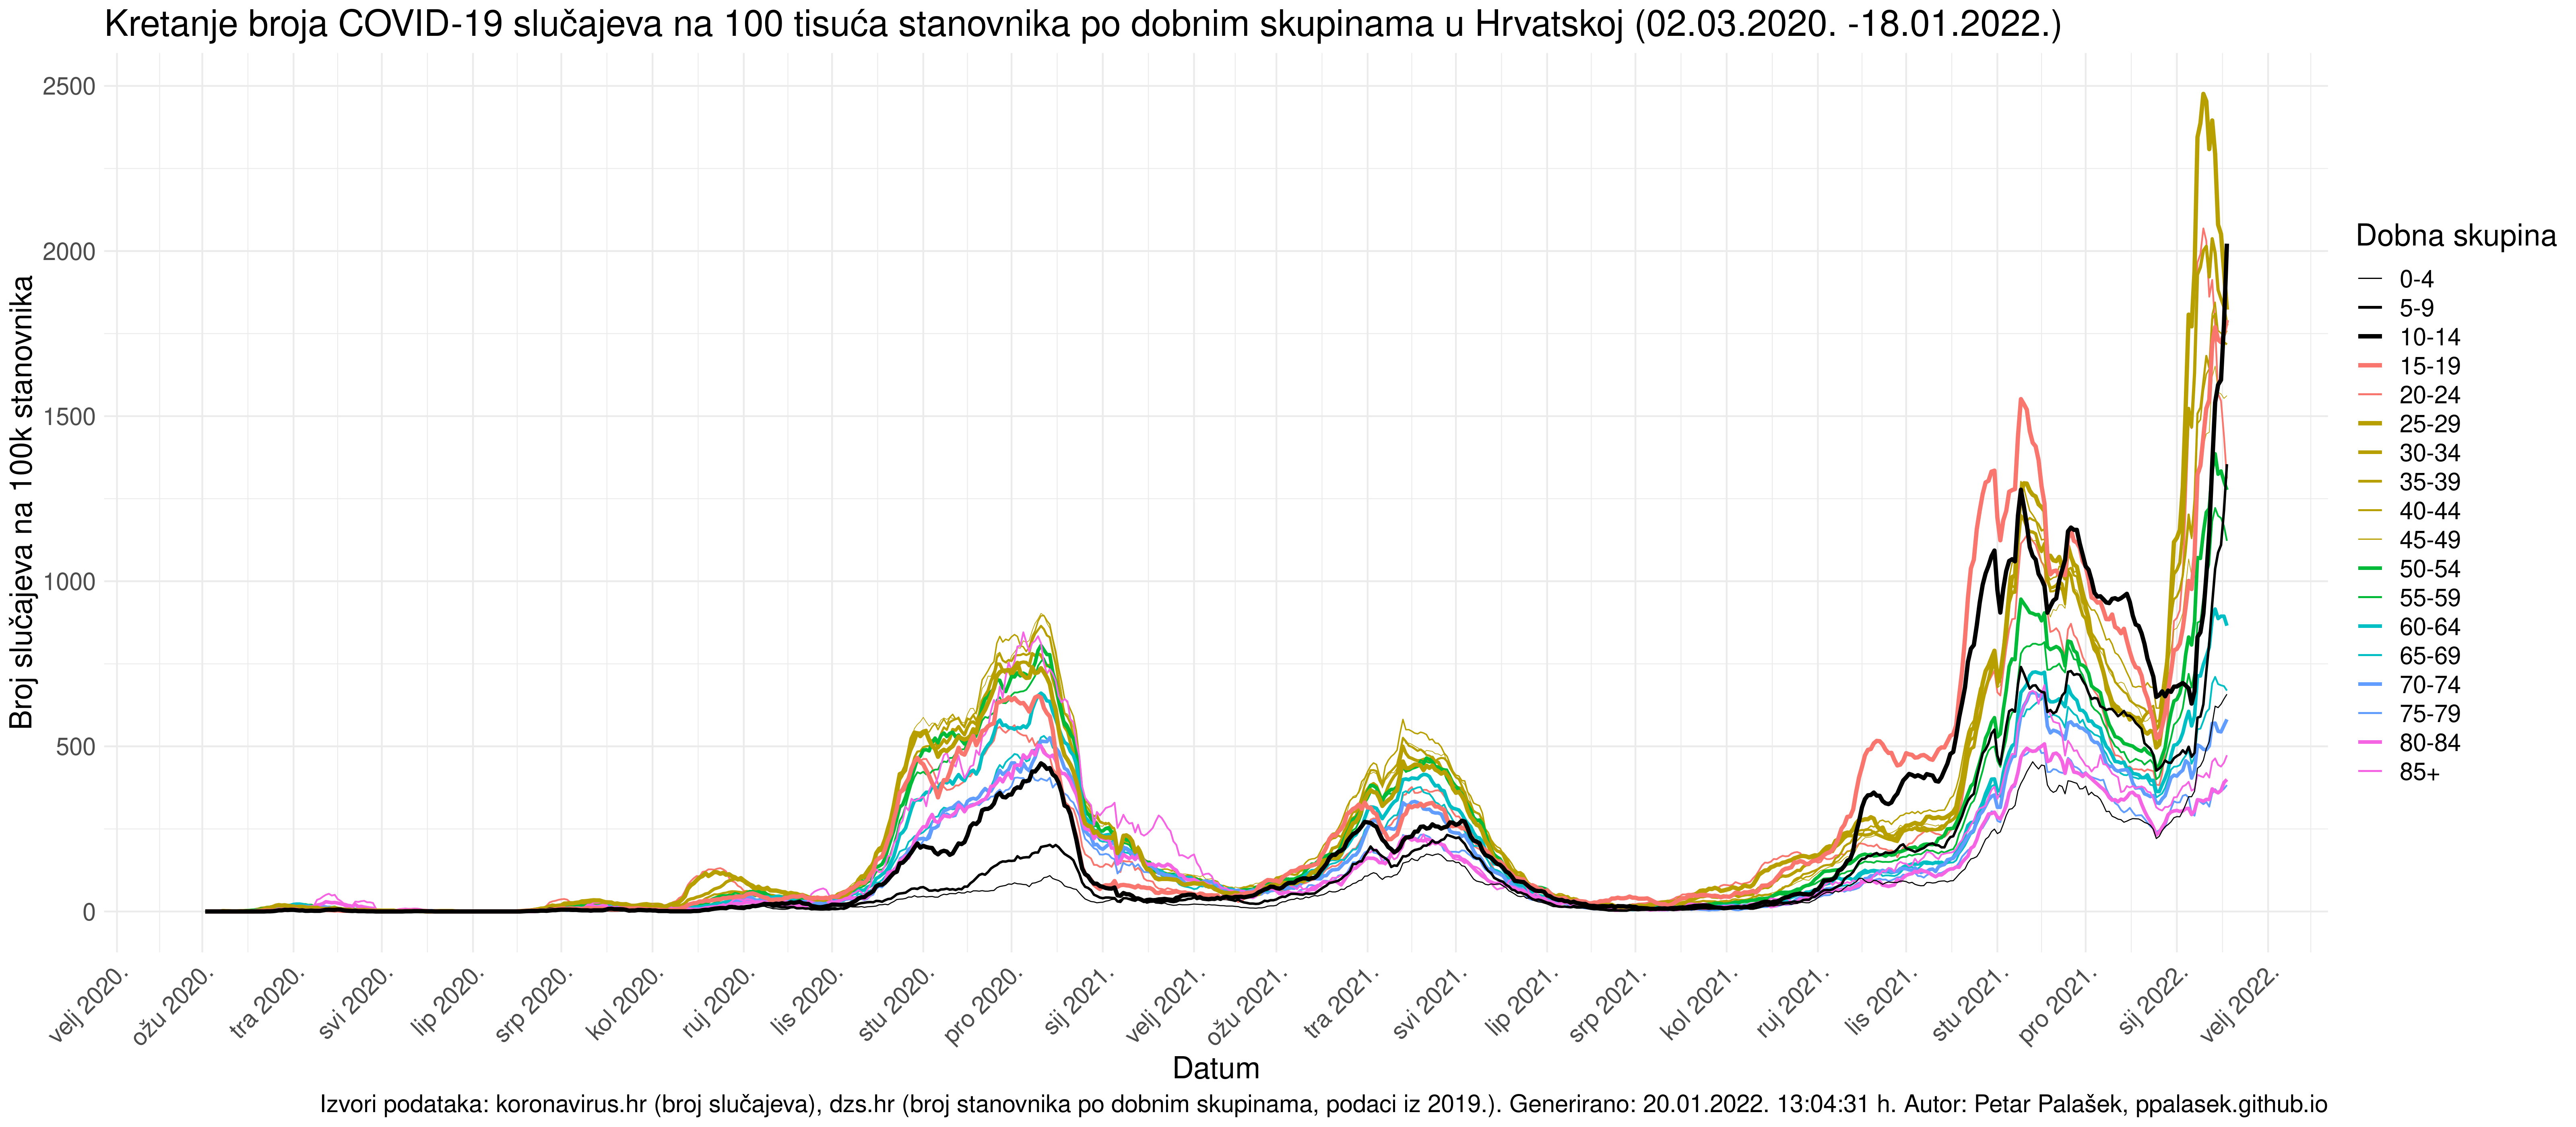 Kretanje broja COVID-19 slučajeva na 100 tisuća stanovnika po dobnim skupinama u Hrvatskoj (02.03.2020. -18.01.2022.)
Broj slučajeva na 100k stanovnika
2500
2000
1500
1000
500
0
velj 2020.
ožu 2020.
tra 2020.
svi 2020.
lip 2020.
srp 2020.
kol 2020.
ruj 2020.
lis 2020.
stu 2020.
pro 2020.
sij 2021.
velj 2021.
ožu 2021.
tra 2021.
svi 2021.
lip 2021.
srp 2021.
kol 2021.
ruj 2021.
lis 2021.
stu 2021.
pro 2021.
sij 2022.
velj 2022.
Datum
Dobna skupina
0-4
5-9
10-14
15-19
20-24
25-29
30-34
35-39
40-44
45-49
50-54
55-59
60-64
65-69
70-74
75-79
80-84
85+
Izvori podataka: koronavirus.hr (broj slučajeva), dzs.hr (broj stanovnika po dobnim skupinama, podaci iz 2019.). Generirano: 20.01.2022. 13:04:31 h. Autor: Petar Palašek, ppalasek.github.io